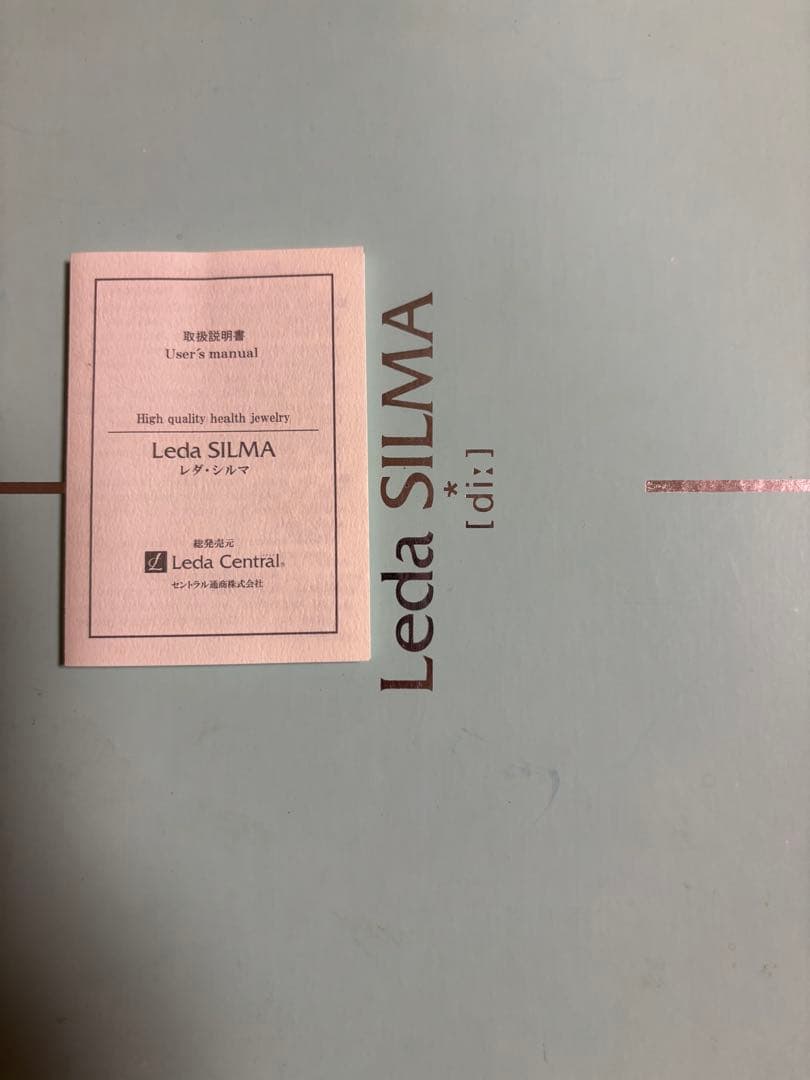 取扱説明書
User's manual
High quality health jewelry
Leda SILMA
レダ・シルマ
総発売元
Leda Central®
セントラル通商株式会社
Leda SILMA
*
[di:]